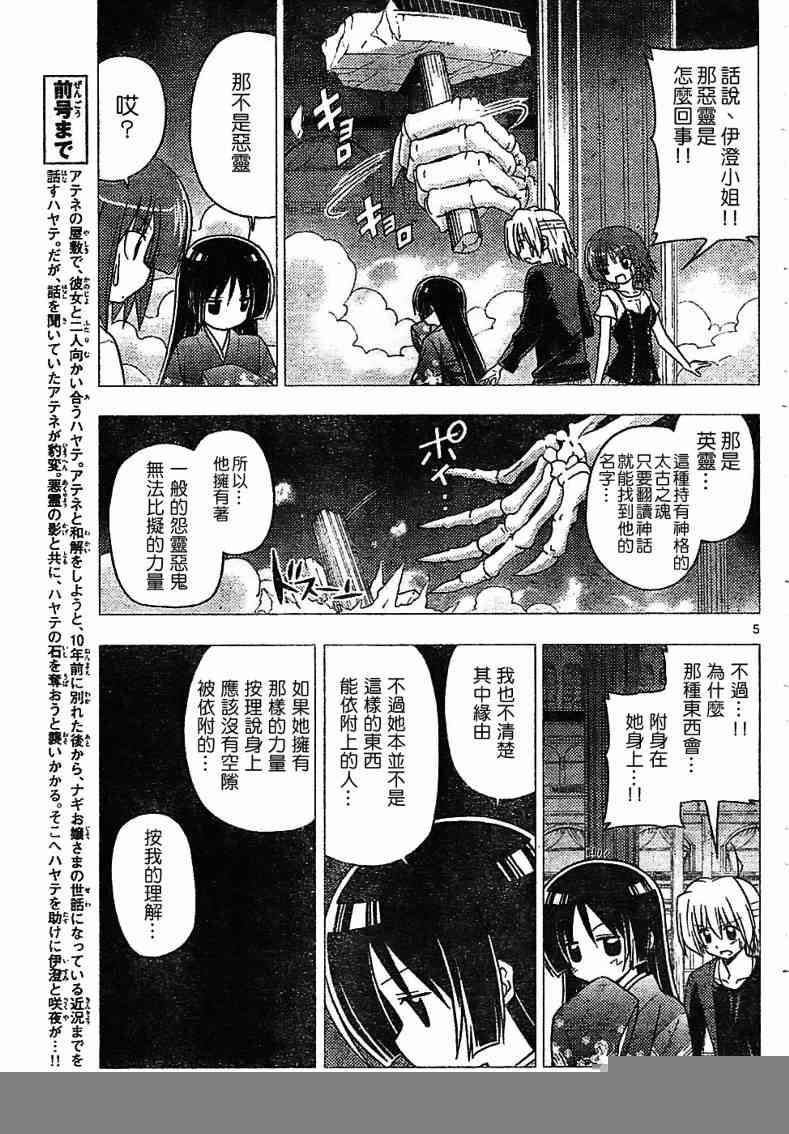 話說、伊澄小姐!!
那惡靈是
怎麼回事!!
キョロ
キョロ
那不是惡靈
哎?
那是
英靈…
這種持有神格的
太古之魂
只要翻讀神話
就能找到他的
名字…
ポィ…
ドスーン
所以…
他擁有著
一般的怨靈惡鬼
無法比擬的力量
5
不過…!!
為什麼
那種東西會…
附身在
她身上…!!
我也不清楚
其中緣由
不過她本並不是
這樣的東西
能依附上的人…
如果她擁有
那樣的力量
按理說身上
應該沒有空隙
被依附的…
按我的理解…
前号まで
ぜんごう
アテネの屋敷で、彼女と二人向かい合うハヤテ。アテネと和解をしようと、10年前に別れた後から、ナギお嬢さまの世話になっている近況までを
話すハヤテ。だが、話を聞いていたアテネが豹変。悪霊の影と共に、ハヤテの石を奪おうと襲いかかる。そこへハヤテを助けに伊澄と咲夜が…!!